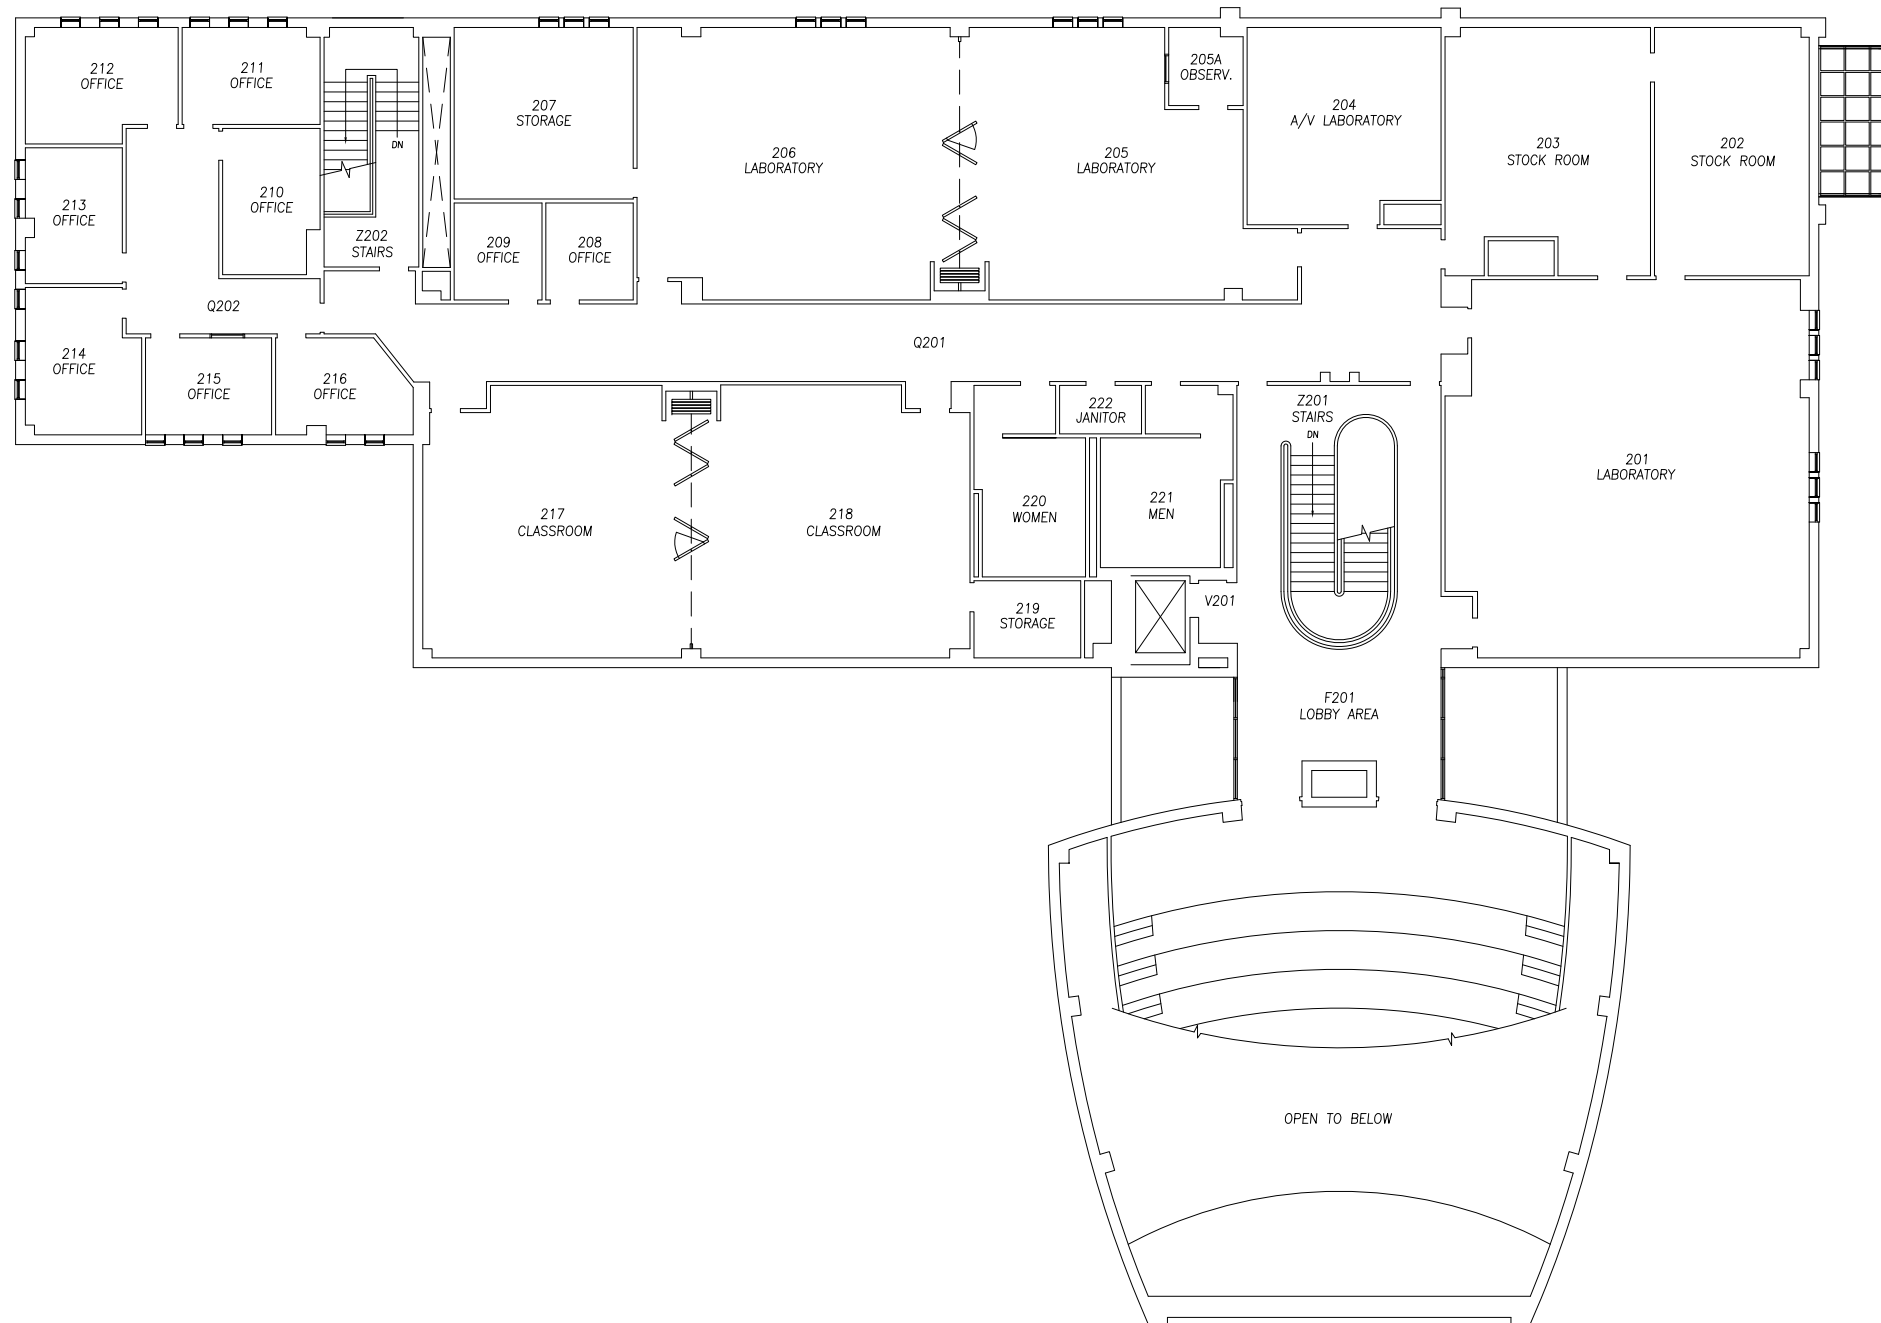 212
OFFICE
211
OFFICE
205A
OBSERV.
207
STORAGE
204
A/V LABORATORY
DN
206
LABORATORY
205
LABORATORY
203
STOCK ROOM
202
STOCK ROOM
213
OFFICE
210
OFFICE
Z202
STAIRS
209
OFFICE
208
OFFICE
Q202
Q201
214
OFFICE
215
OFFICE
216
OFFICE
222
JANITOR
Z201
STAIRS
DN
201
LABORATORY
217
CLASSROOM
218
CLASSROOM
220
WOMEN
221
MEN
219
STORAGE
V201
F201
LOBBY AREA
OPEN TO BELOW